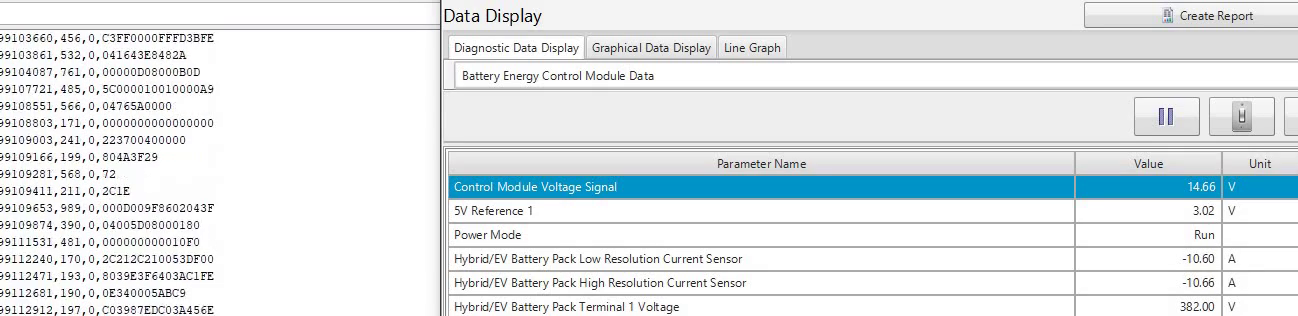 99103660,456,0,C3FF0000FFFD3BFE
99103861,532,0,041643E8482A
99104087,761,0,00000D08000B0D
99107721,485,0,5C000010010000A9
99108551,566,0,04765A0000
99108803,171,0,0000000000000000
99109003,241,0,223700400000
99109166,199,0,804A3F29
99109281,568,0,72
99109411,211,0,2C1E
99109653,989,0,000D009F8602043F
99109874,390,0,04005D08000180
99111531,481,0,000000000010F0
99112240,170,0,2C212C210053DF00
99112471,193,0,8039E3F6403AC1FE
99112681,190,0,0E340005ABC9
99112912,197,0,C03987EDC03A456E
Data Display
Create Report
Diagnostic Data Display Graphical Data Display Line Graph
Battery Energy Control Module Data
Parameter Name Value Unit
Control Module Voltage Signal 14.66 V
5V Reference 1 3.02 V
Power Mode Run
Hybrid/EV Battery Pack Low Resolution Current Sensor -10.60 A
Hybrid/EV Battery Pack High Resolution Current Sensor -10.66 A
Hybrid/EV Battery Pack Terminal 1 Voltage 382.00 V